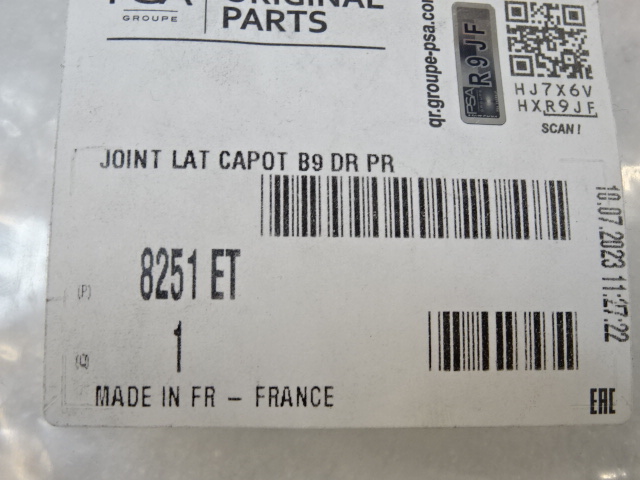 PSA
GROUPE
ORIGINAL
PARTS
qr.groupe-psa.com
PSA
R9JF
HJ7X6V
HXR9JF
SCAN!
JOINT LAT CAPOT B9 DR PR
10.07.2023 11:27:22
(P)
8251 ET
(Q)
1
MADE IN FR - FRANCE
EAC